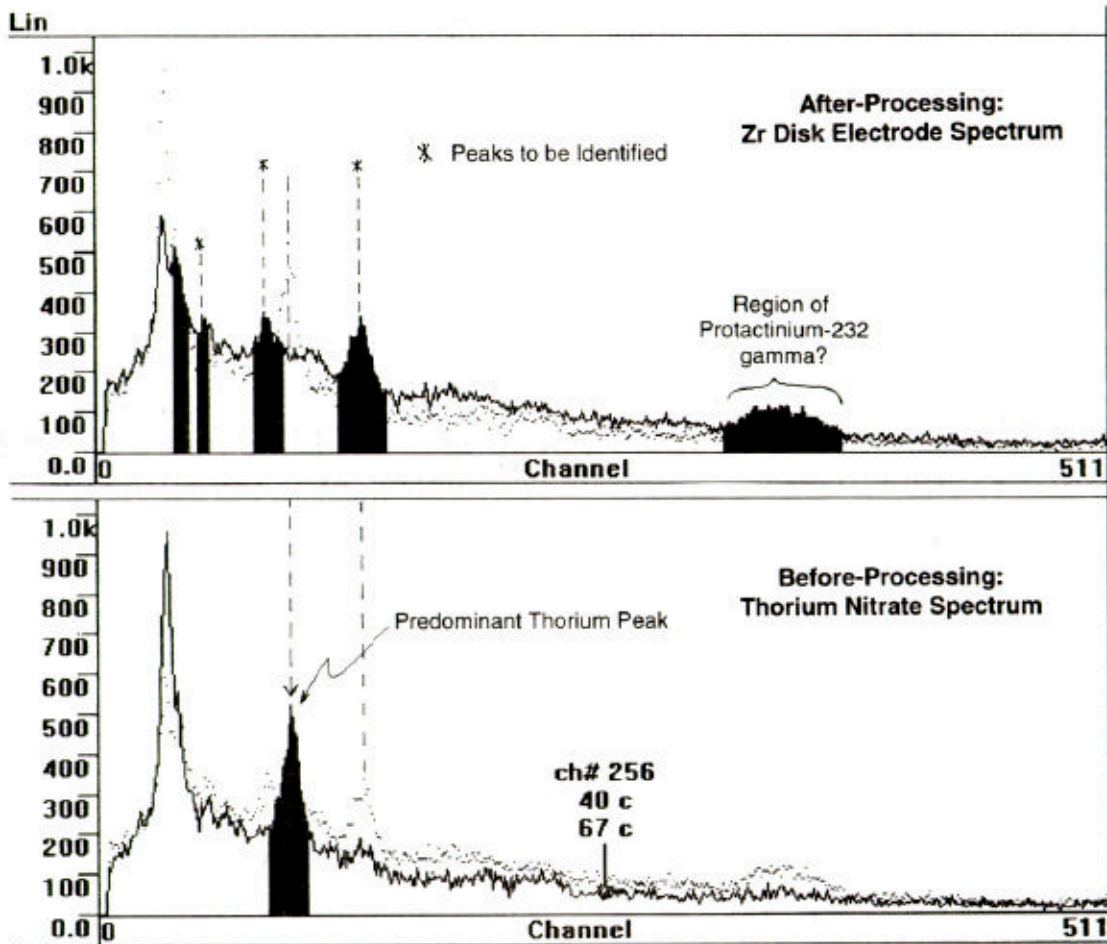 Lin
1.0k
900
800
700
600
500
400
300
200
100
0.0
After-Processing:
Zr Disk Electrode Spectrum
Peaks to be Identified
Region of
Protactinium-232
gamma?
0
Channel
511
1.0k
900
800
700
600
500
400
300
200
100
0.0
Before-Processing:
Thorium Nitrate Spectrum
Predominant Thorium Peak
ch# 256
40 c
67 c
0
Channel
511